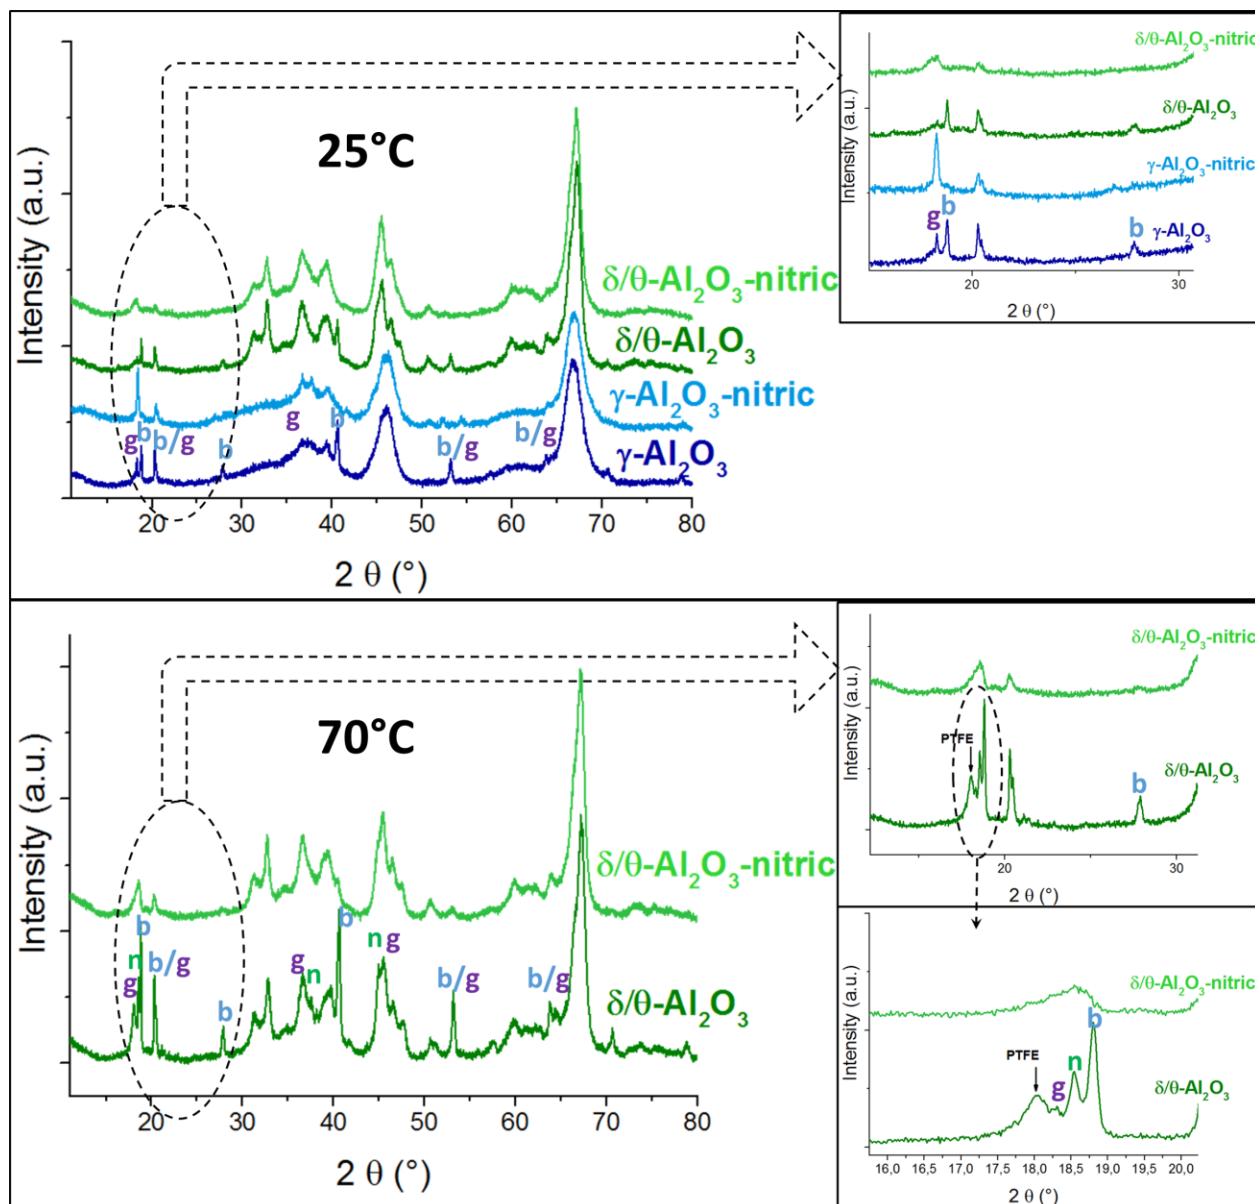 25°C
Intensity (a.u.)
δ/θ-Al₂O₃-nitric
δ/θ-Al₂O₃
γ-Al₂O₃-nitric
γ-Al₂O₃
g b b/g b g b b/g b/g
20 30 40 50 60 70 80
2 θ (°)
Intensity (a.u.)
δ/θ-Al₂O₃-nitric
δ/θ-Al₂O₃
γ-Al₂O₃-nitric
g b b γ-Al₂O₃
20 30
2 θ (°)
70°C
Intensity (a.u.)
δ/θ-Al₂O₃-nitric
b b n g
n b/g g n b/g b/g
g b δ/θ-Al₂O₃
20 30 40 50 60 70 80
2 θ (°)
Intensity (a.u.)
δ/θ-Al₂O₃-nitric
PTFE
δ/θ-Al₂O₃
b
20 30
2 θ (°)
Intensity (a.u.)
δ/θ-Al₂O₃-nitric
b
PTFE n
g δ/θ-Al₂O₃
16,0 16,5 17,0 17,5 18,0 18,5 19,0 19,5 20,0
2 θ (°)